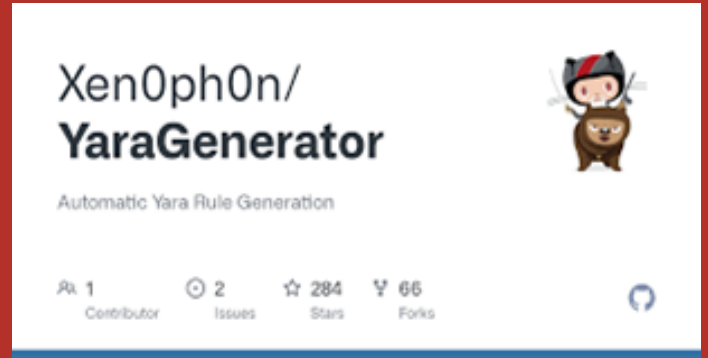 Xen0ph0n/
YaraGenerator
Automatic Yara Rule Generation
1 2 284 66
Contributor Issues Stars Forks